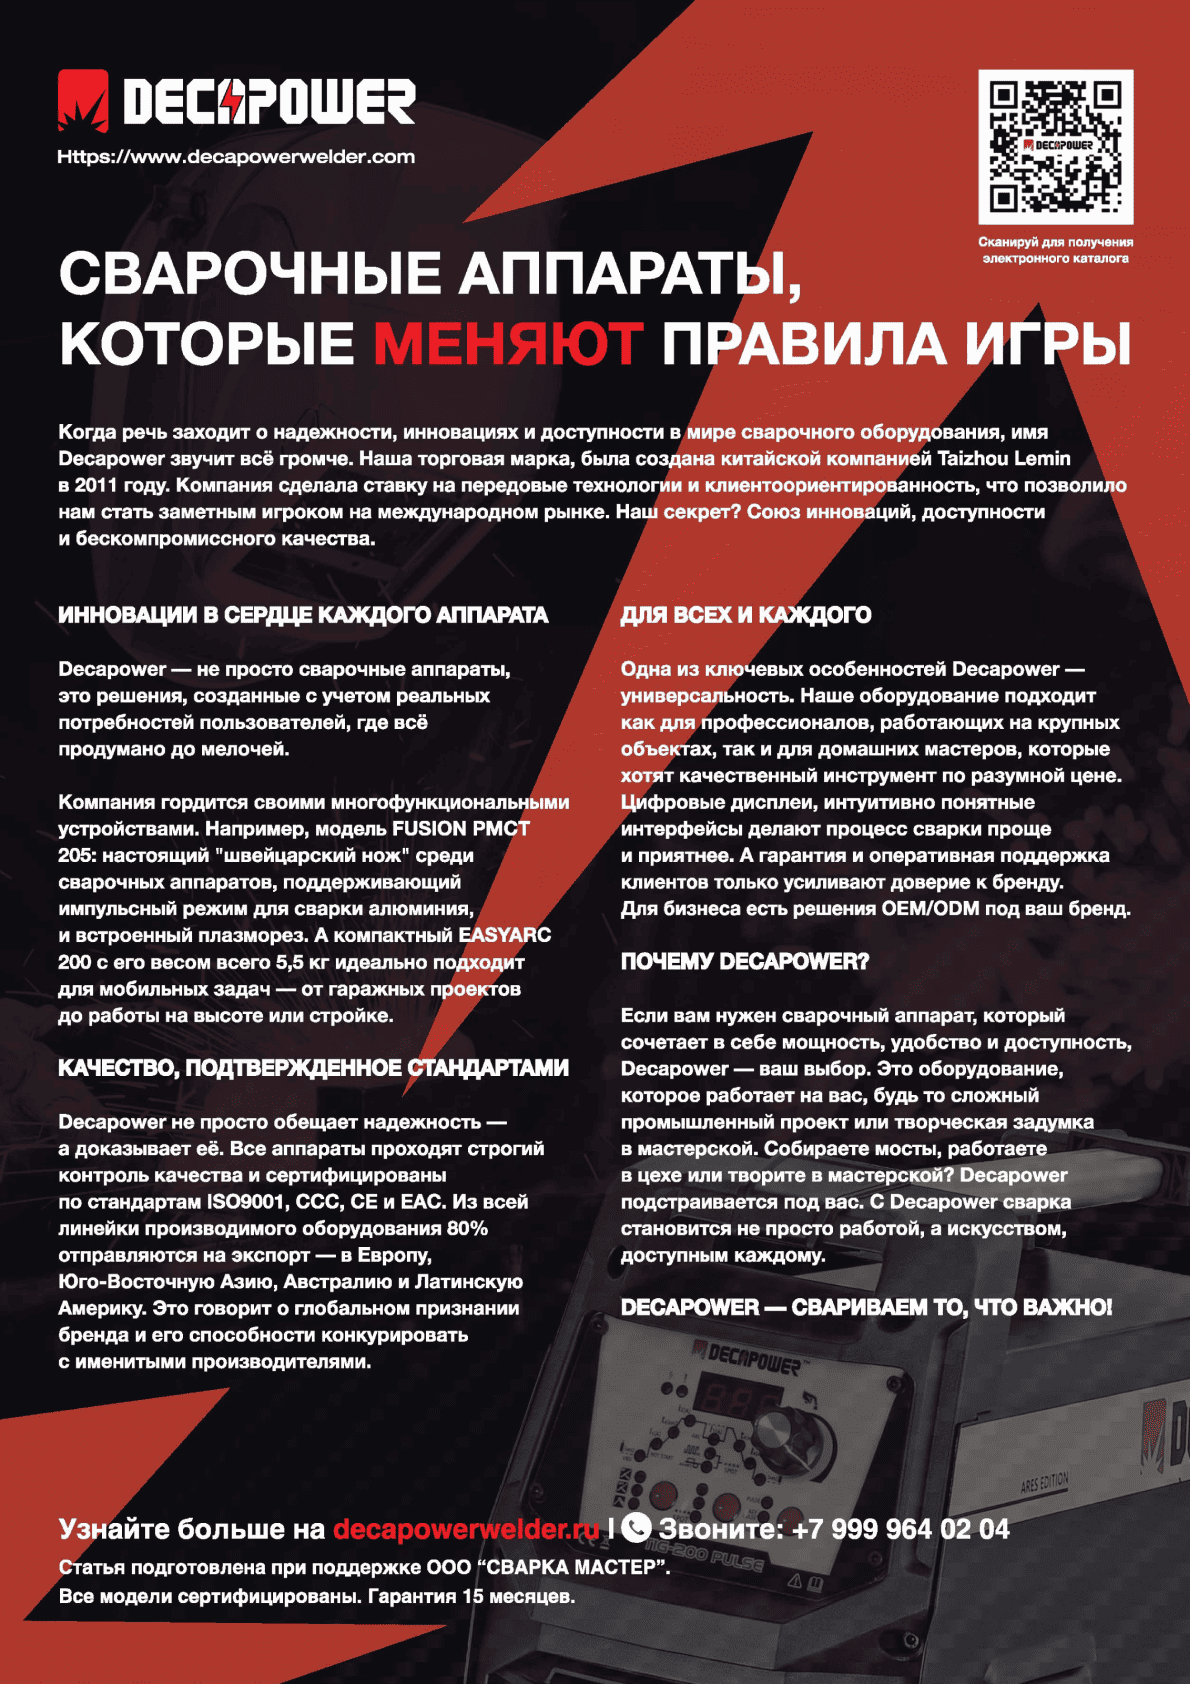 DECAPOWER
Https://www.decapowerwelder.com
DECAPOWER
Сканируй для получения
электронного каталога
СВАРОЧНЫЕ АППАРАТЫ,
КОТОРЫЕ МЕНЯЮТ ПРАВИЛА ИГРЫ
Когда речь заходит о надежности, инновациях и доступности в мире сварочного оборудования, имя
Decapower звучит всё громче. Наша торговая марка, была создана китайской компанией Taizhou Lemin
в 2011 году. Компания сделала ставку на передовые технологии и клиентоориентированность, что позволило
нам стать заметным игроком на международном рынке. Наш секрет? Союз инноваций, доступности
и бескомпромиссного качества.
ИННОВАЦИИ В СЕРДЦЕ КАЖДОГО АППАРАТА
Decapower — не просто сварочные аппараты,
это решения, созданные с учетом реальных
потребностей пользователей, где всё
продумано до мелочей.
Компания гордится своими многофункциональными
устройствами. Например, модель FUSION PMCT
205: настоящий "швейцарский нож" среди
сварочных аппаратов, поддерживающий
импульсный режим для сварки алюминия,
и встроенный плазморез. А компактный EASYARC
200 с его весом всего 5,5 кг идеально подходит
для мобильных задач — от гаражных проектов
до работы на высоте или стройке.
КАЧЕСТВО, ПОДТВЕРЖДЕННОЕ СТАНДАРТАМИ
Decapower не просто обещает надежность —
а доказывает её. Все аппараты проходят строгий
контроль качества и сертифицированы
по стандартам ISO9001, CCC, CE и EAC. Из всей
линейки производимого оборудования 80%
отправляются на экспорт — в Европу,
Юго-Восточную Азию, Австралию и Латинскую
Америку. Это говорит о глобальном признании
бренда и его способности конкурировать
с именитыми производителями.
ДЛЯ ВСЕХ И КАЖДОГО
Одна из ключевых особенностей Decapower —
универсальность. Наше оборудование подходит
как для профессионалов, работающих на крупных
объектах, так и для домашних мастеров, которые
хотят качественный инструмент по разумной цене.
Цифровые дисплеи, интуитивно понятные
интерфейсы делают процесс сварки проще
и приятнее. А гарантия и оперативная поддержка
клиентов только усиливают доверие к бренду.
Для бизнеса есть решения OEM/ODM под ваш бренд.
ПОЧЕМУ DECAPOWER?
Если вам нужен сварочный аппарат, который
сочетает в себе мощность, удобство и доступность,
Decapower — ваш выбор. Это оборудование,
которое работает на вас, будь то сложный
промышленный проект или творческая задумка
в мастерской. Собираете мосты, работаете
в цехе или творите в мастерской? Decapower
подстраивается под вас. С Decapower сварка
становится не просто работой, а искусством,
доступным каждому.
DECAPOWER — СВАРИВАЕМ ТО, ЧТО ВАЖНО!
DECAPOWER
ARES EDITION
Узнайте больше на decapowerwelder.ru | Звоните: +7 999 964 02 04
200 PULSE
Статья подготовлена при поддержке ООО “СВАРКА МАСТЕР”.
Все модели сертифицированы. Гарантия 15 месяцев.